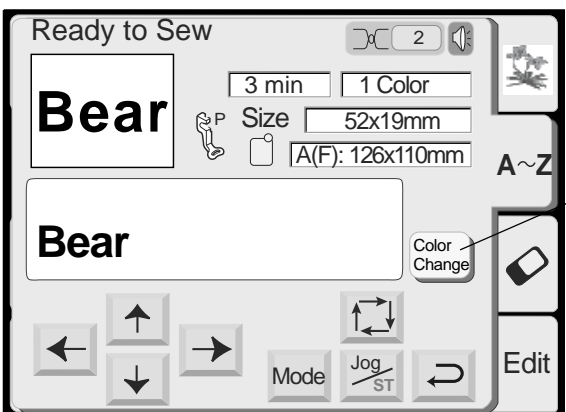 Ready to Sew
2
Bear
3 min
1 Color
P
Size
52x19mm
A(F): 126x110mm
A~Z
Bear
Color
Change
Mode
Jog
ST
Edit